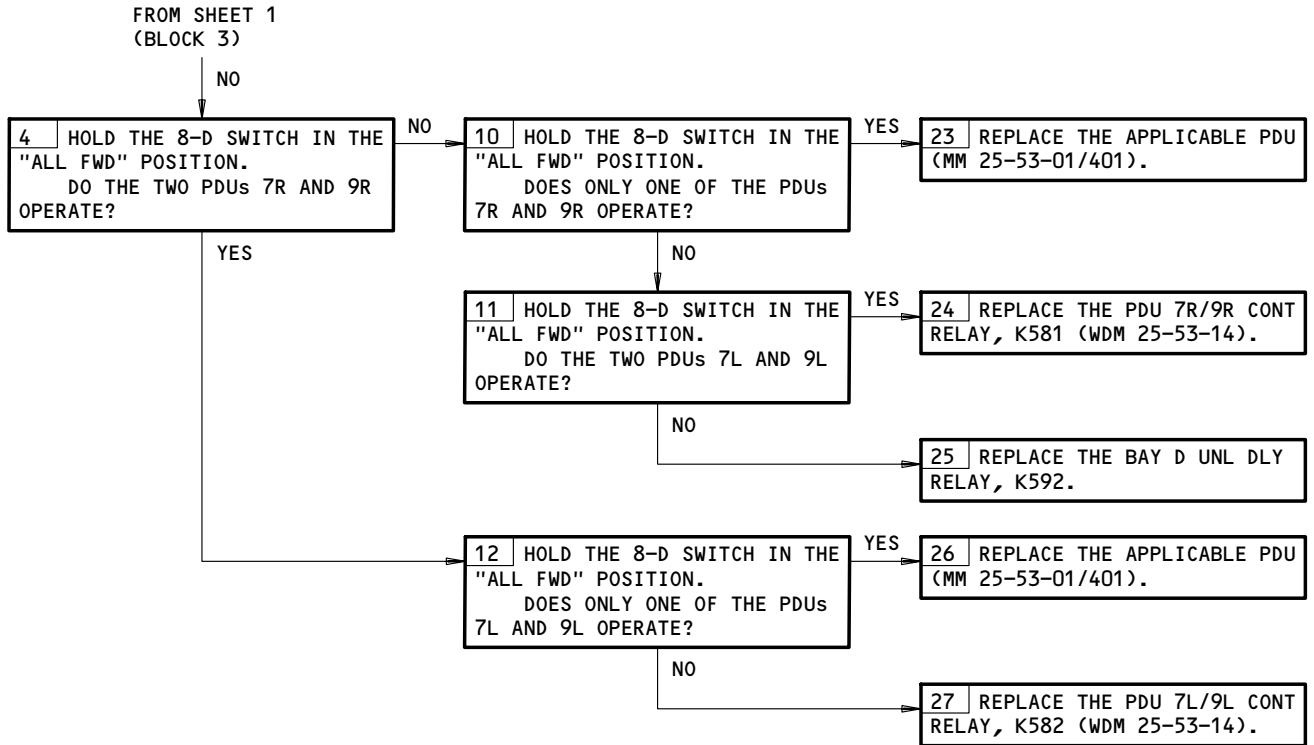 FROM SHEET 1
(BLOCK 3)
NO
4 HOLD THE 8-D SWITCH IN THE
"ALL FWD" POSITION.
DO THE TWO PDUs 7R AND 9R
OPERATE?
NO
10 HOLD THE 8-D SWITCH IN THE
"ALL FWD" POSITION.
DOES ONLY ONE OF THE PDUs
7R AND 9R OPERATE?
YES
23 REPLACE THE APPLICABLE PDU
(MM 25-53-01/401).
YES
NO
11 HOLD THE 8-D SWITCH IN THE
"ALL FWD" POSITION.
DO THE TWO PDUs 7L AND 9L
OPERATE?
YES
24 REPLACE THE PDU 7R/9R CONT
RELAY, K581 (WDM 25-53-14).
NO
25 REPLACE THE BAY D UNL DLY
RELAY, K592.
12 HOLD THE 8-D SWITCH IN THE
"ALL FWD" POSITION.
DOES ONLY ONE OF THE PDUs
7L AND 9L OPERATE?
YES
26 REPLACE THE APPLICABLE PDU
(MM 25-53-01/401).
NO
27 REPLACE THE PDU 7L/9L CONT
RELAY, K582 (WDM 25-53-14).